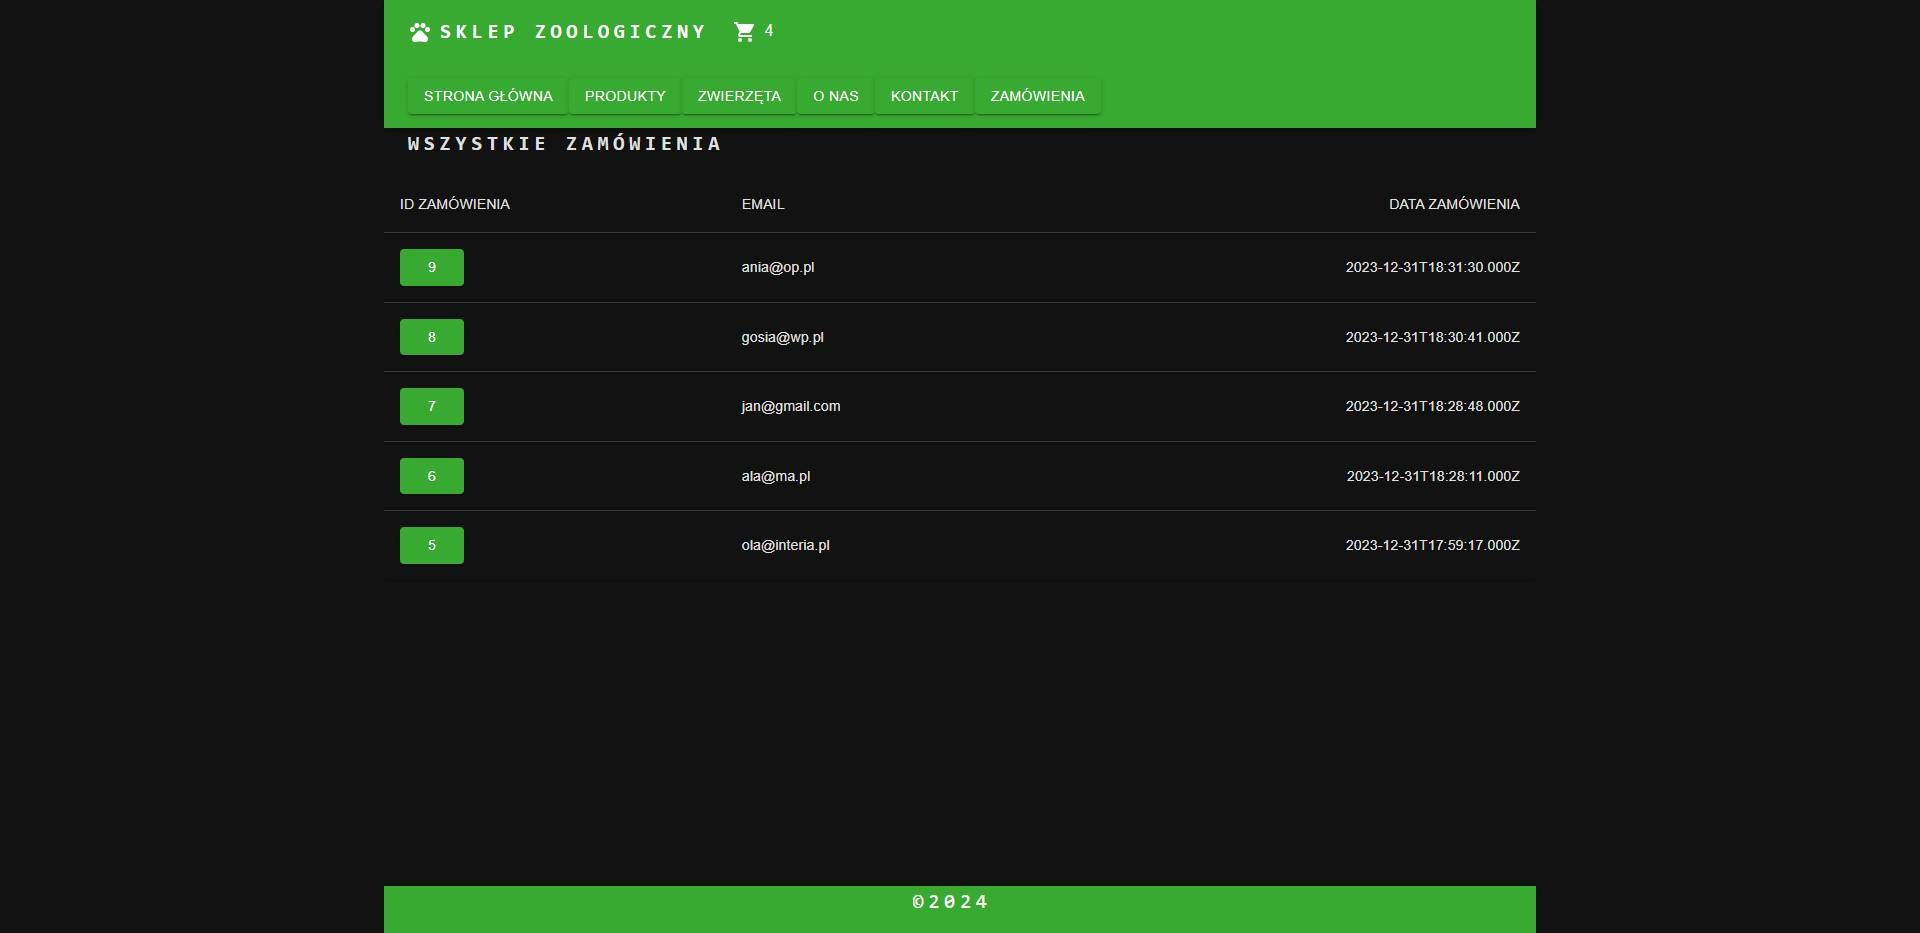 SKLEP ZOOLOGICZNY 4
STRONA GŁÓWNA PRODUKTY ZWIERZĘTA O NAS KONTAKT ZAMÓWIENIA
WSZYSTKIE ZAMÓWIENIA
ID ZAMÓWIENIA EMAIL DATA ZAMÓWIENIA
9 ania@op.pl 2023-12-31T18:31:30.000Z
8 gosia@wp.pl 2023-12-31T18:30:41.000Z
7 jan@gmail.com 2023-12-31T18:28:48.000Z
6 ala@ma.pl 2023-12-31T18:28:11.000Z
5 ola@interia.pl 2023-12-31T17:59:17.000Z
©2024